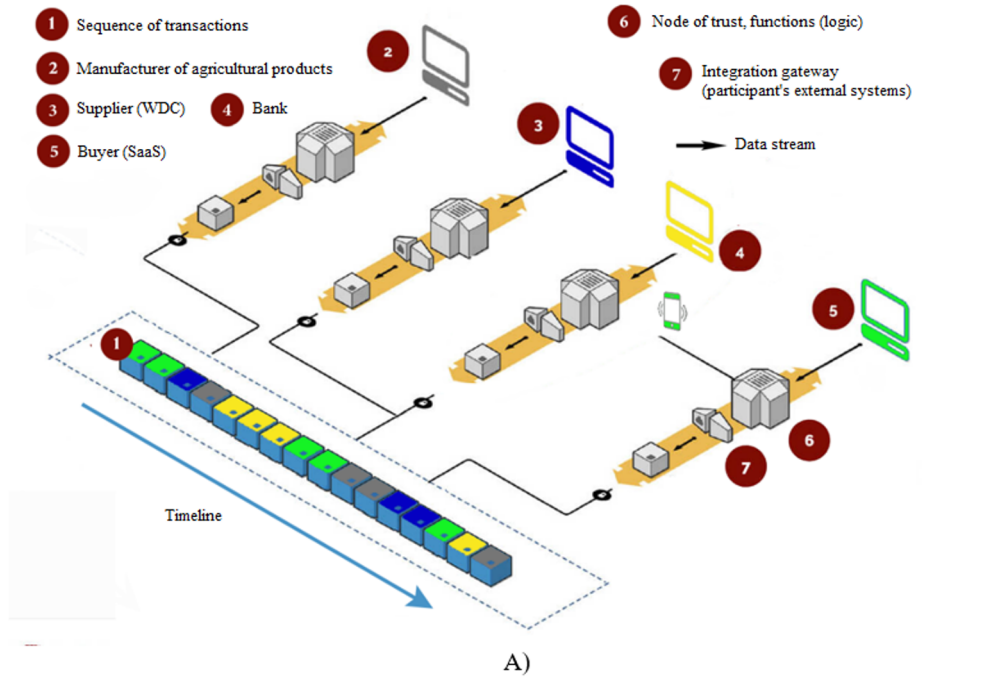 1 Sequence of transactions
2 Manufacturer of agricultural products
3 Supplier (WDC) 4 Bank
5 Buyer (SaaS)
6 Node of trust, functions (logic)
7 Integration gateway
(participant's external systems)
Data stream
2
3
4
5
1
6
7
Timeline
A)